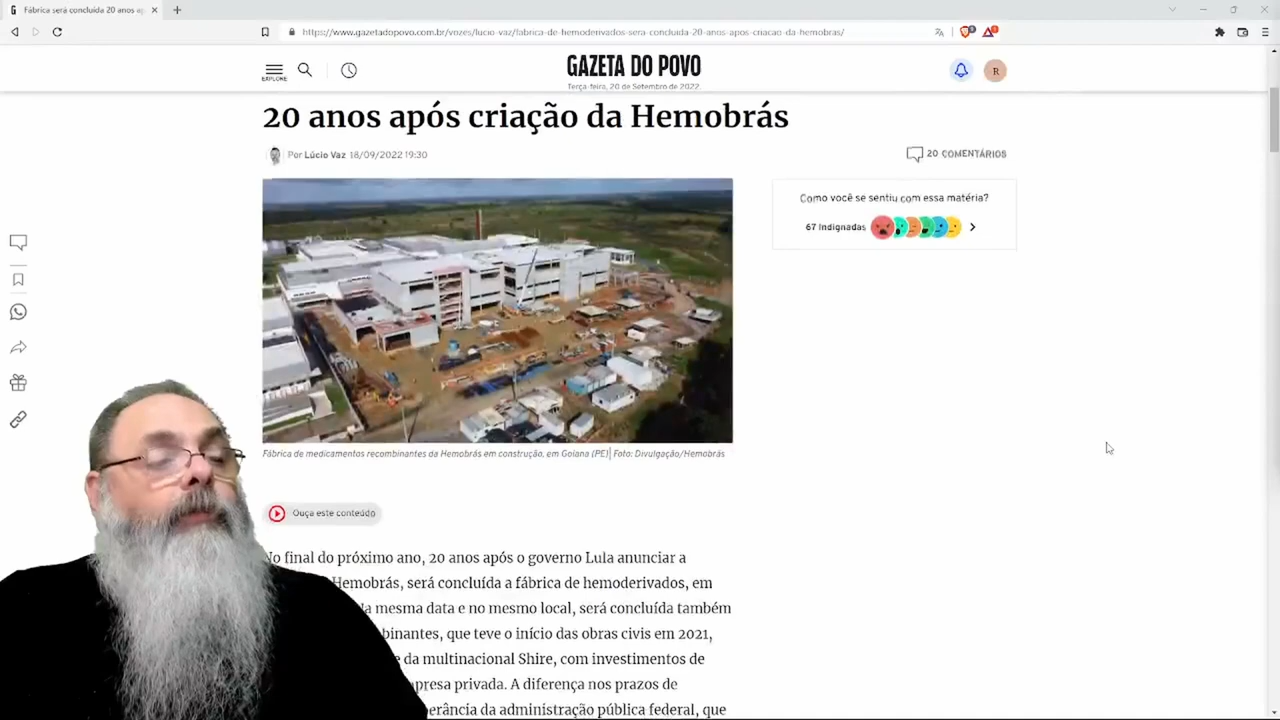 Fábrica será concluída 20 anos ap
https://www.gazetadopovo.com.br/vozes/lucio-vaz/fabrica-de-hemoderivados-sera-concluida-20-anos-apos-criacao-da-hemobras/
EXPLORE
GAZETA DO POVO
R
Terça-feira, 20 de Setembro de 2022.
20 anos após criação da Hemobrás
Por Lúcio Vaz 18/09/2022 19:30
20 COMENTÁRIOS
Como você se sentiu com essa matéria?
67 Indignadas
Fábrica de medicamentos recombinantes da Hemobrás em construção, em Goiana (PE)| Foto: Divulgação/Hemobrás
Ouça este conteúdo
No final do próximo ano, 20 anos após o governo Lula anunciar a
Hemobrás, será concluída a fábrica de hemoderivados, em
la mesma data e no mesmo local, será concluída também
binantes, que teve o início das obras civis em 2021,
e da multinacional Shire, com investimentos de
presa privada. A diferença nos prazos de
perância da administração pública federal, que